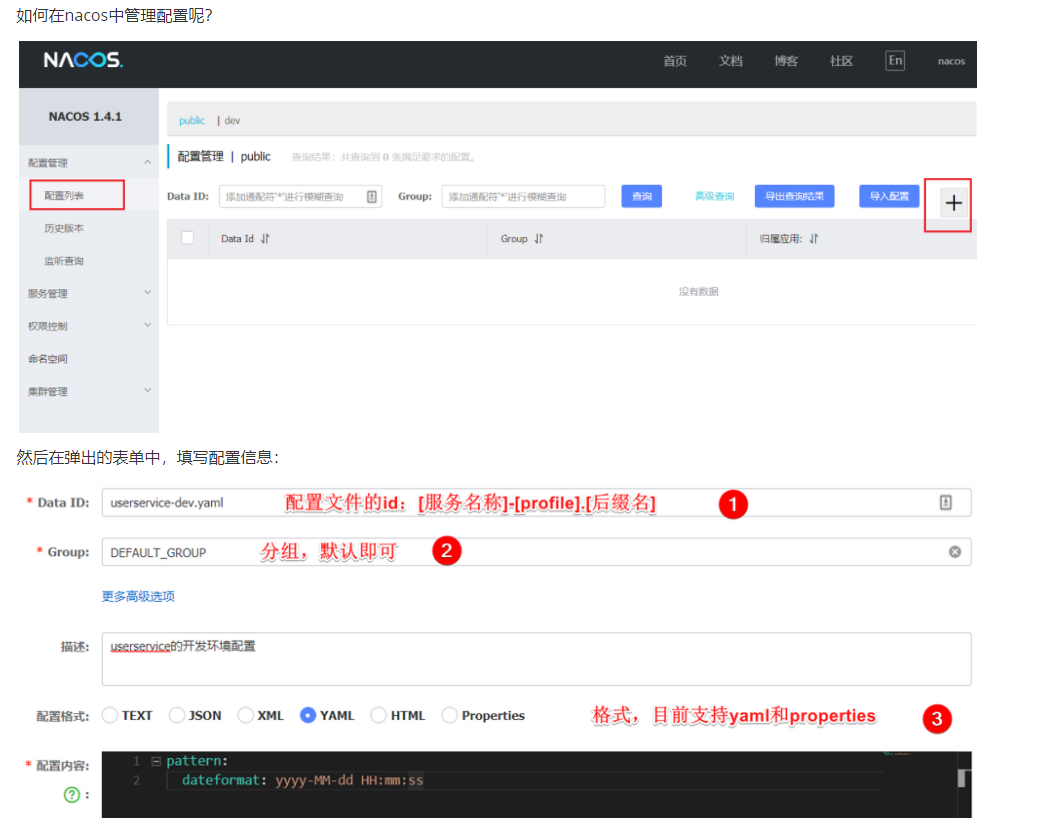 如何在nacos中管理配置呢？
NACOS.
首页 文档 博客 社区 En nacos
NACOS 1.4.1
public | dev
配置管理
配置管理 | public 查询结果：共查询到 0 条满足要求的配置。
配置列表
Data ID: 添加通配符'*'进行模糊查询 Group: 添加通配符'*'进行模糊查询 查询 高级查询 导出查询结果 导入配置 +
历史版本
Data Id Group 归属应用:
监听查询
服务管理
没有数据
权限控制
命名空间
集群管理
然后在弹出的表单中，填写配置信息：
* Data ID: userservice-dev.yaml 配置文件的id：[服务名称]-[profile].[后缀名] 1
* Group: DEFAULT_GROUP 分组，默认即可 2
更多高级选项
描述: userservice的开发环境配置
配置格式: TEXT JSON XML YAML HTML Properties 格式，目前支持yaml和properties 3
* 配置内容: 1 pattern:
? : 2 dateformat: yyyy-MM-dd HH:mm:ss